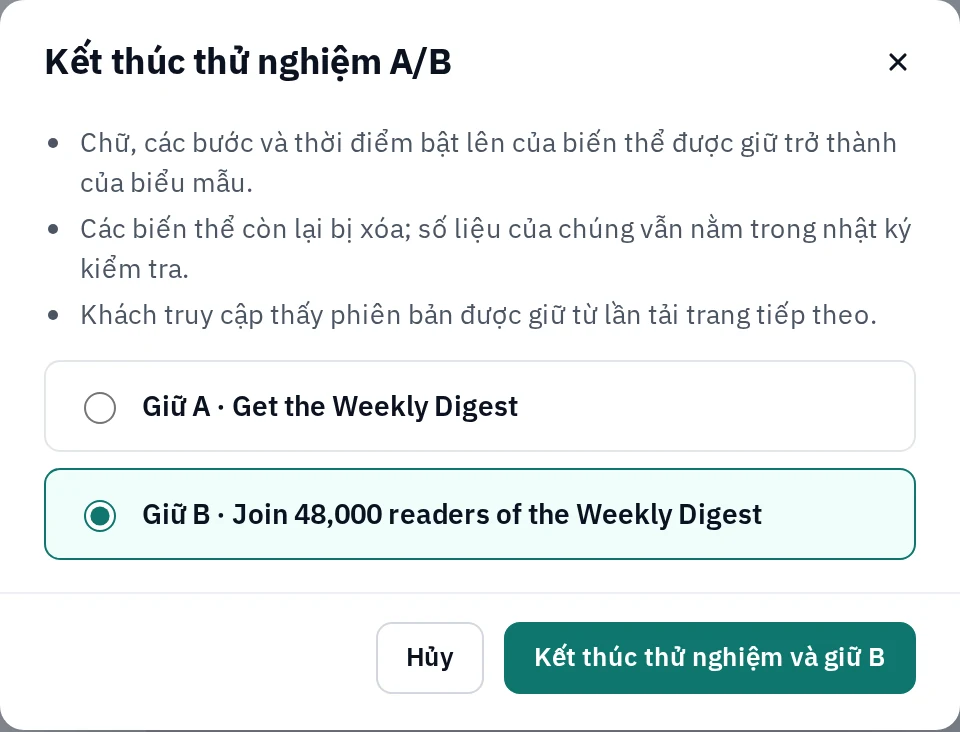 Kết thúc thử nghiệm A/B
Chữ, các bước và thời điểm bật lên của biến thể được giữ trở thành
của biểu mẫu.
Các biến thể còn lại bị xóa; số liệu của chúng vẫn nằm trong nhật ký
kiểm tra.
Khách truy cập thấy phiên bản được giữ từ lần tải trang tiếp theo.
Giữ A · Get the Weekly Digest
Giữ B · Join 48,000 readers of the Weekly Digest
Hủy
Kết thúc thử nghiệm và giữ B